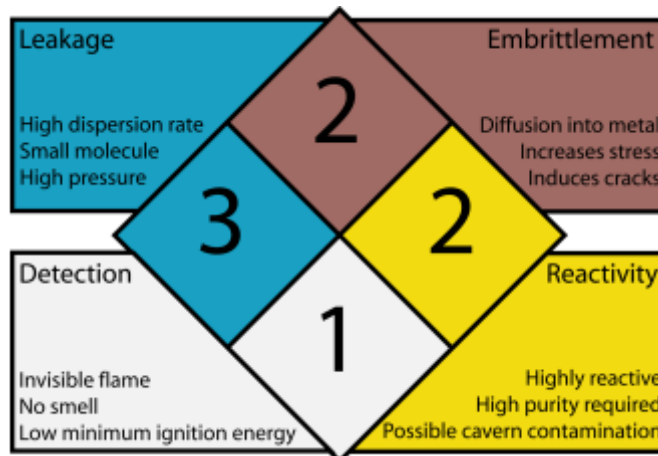 Leakage
High dispersion rate
Small molecule
High pressure
Embrittlement
Diffusion into metal
Increases stress
Induces cracks
2
3
2
1
Detection
Invisible flame
No smell
Low minimum ignition energy
Reactivity
Highly reactive
High purity required
Possible cavern contamination